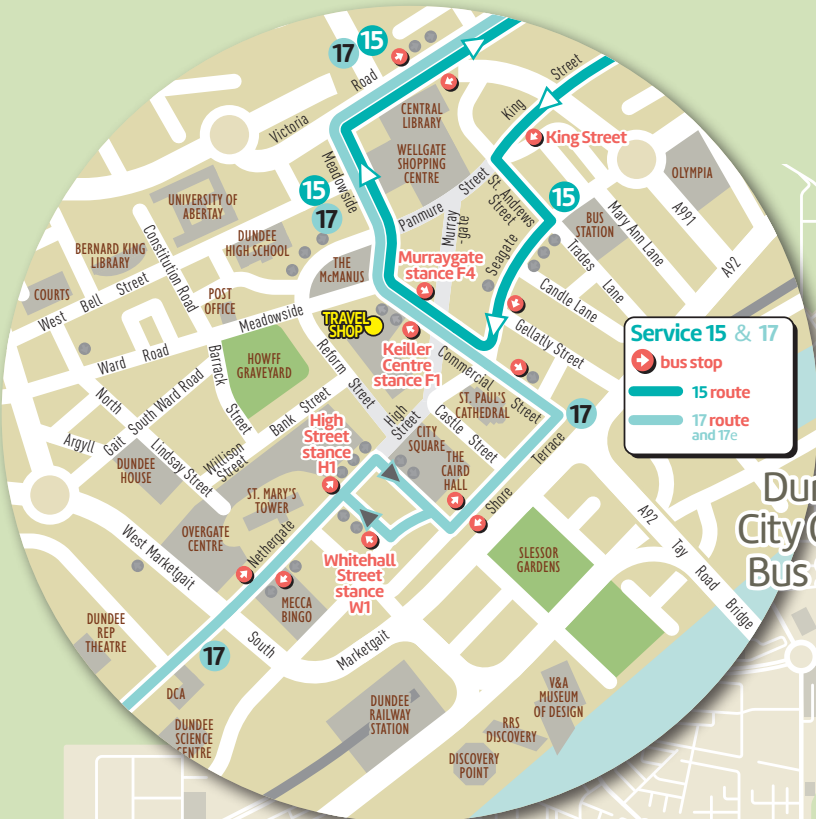 17
15
Victoria
Road
CENTRAL
LIBRARY
WELLGATE
SHOPPING
CENTRE
King
Street
King Street
OLYMPIA
Meadowside
15
17
Panmure
Street
St. Andrews
Street
15
BUS
STATION
Mary Ann Lane
A991
A92
UNIVERSITY OF
ABERTAY
BERNARD KING
LIBRARY
Constitution Road
DUNDEE
HIGH SCHOOL
THE
McMANUS
Murray
-gate
Seagate
Trades
Lane
Candle Lane
Murraygate
stance F4
COURTS
West Bell Street
POST
OFFICE
Meadowside
TRAVEL
SHOP
Keiller
Centre
stance F1
Gellatly Street
Service 15 & 17
bus stop
15 route
17 route
and 17e
Ward Road
HOWFF
GRAVEYARD
Barrack
Street
Reform
Street
Commercial
Street
ST. PAUL'S
CATHEDRAL
17
North
Lindsay Street
Argyll
Gait
South Ward Road
Willison
Street
Bank Street
High
Street
stance
H1
High
Street
Castle
Street
CITY
SQUARE
THE
CAIRD
HALL
Shore
Terrace
DUNDEE
HOUSE
ST. MARY'S
TOWER
OVERGATE
CENTRE
Nethergate
West Marketgait
Whitehall
Street
stance
W1
SLESSOR
GARDENS
A92
Tay Road Bridge
Dun
City C
Bus
MECCA
BINGO
DUNDEE
REP
THEATRE
17
South
Marketgait
DCA
DUNDEE
SCIENCE
CENTRE
DUNDEE
RAILWAY
STATION
V&A
MUSEUM
OF DESIGN
RRS
DISCOVERY
DISCOVERY
POINT